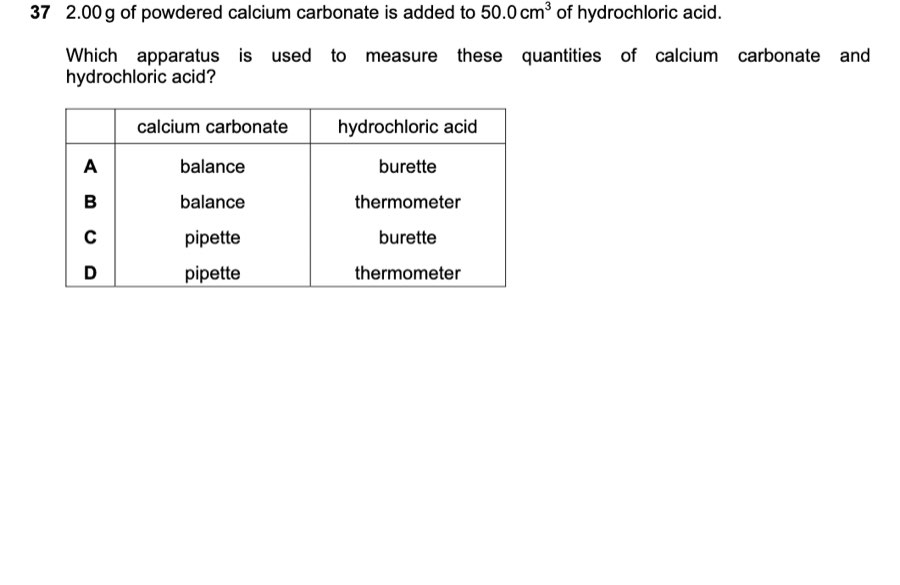 37 2.00 g of powdered calcium carbonate is added to 50.0 cm³ of hydrochloric acid.
Which apparatus is used to measure these quantities of calcium carbonate and
hydrochloric acid?
calcium carbonate hydrochloric acid
A balance burette
B balance thermometer
C pipette burette
D pipette thermometer